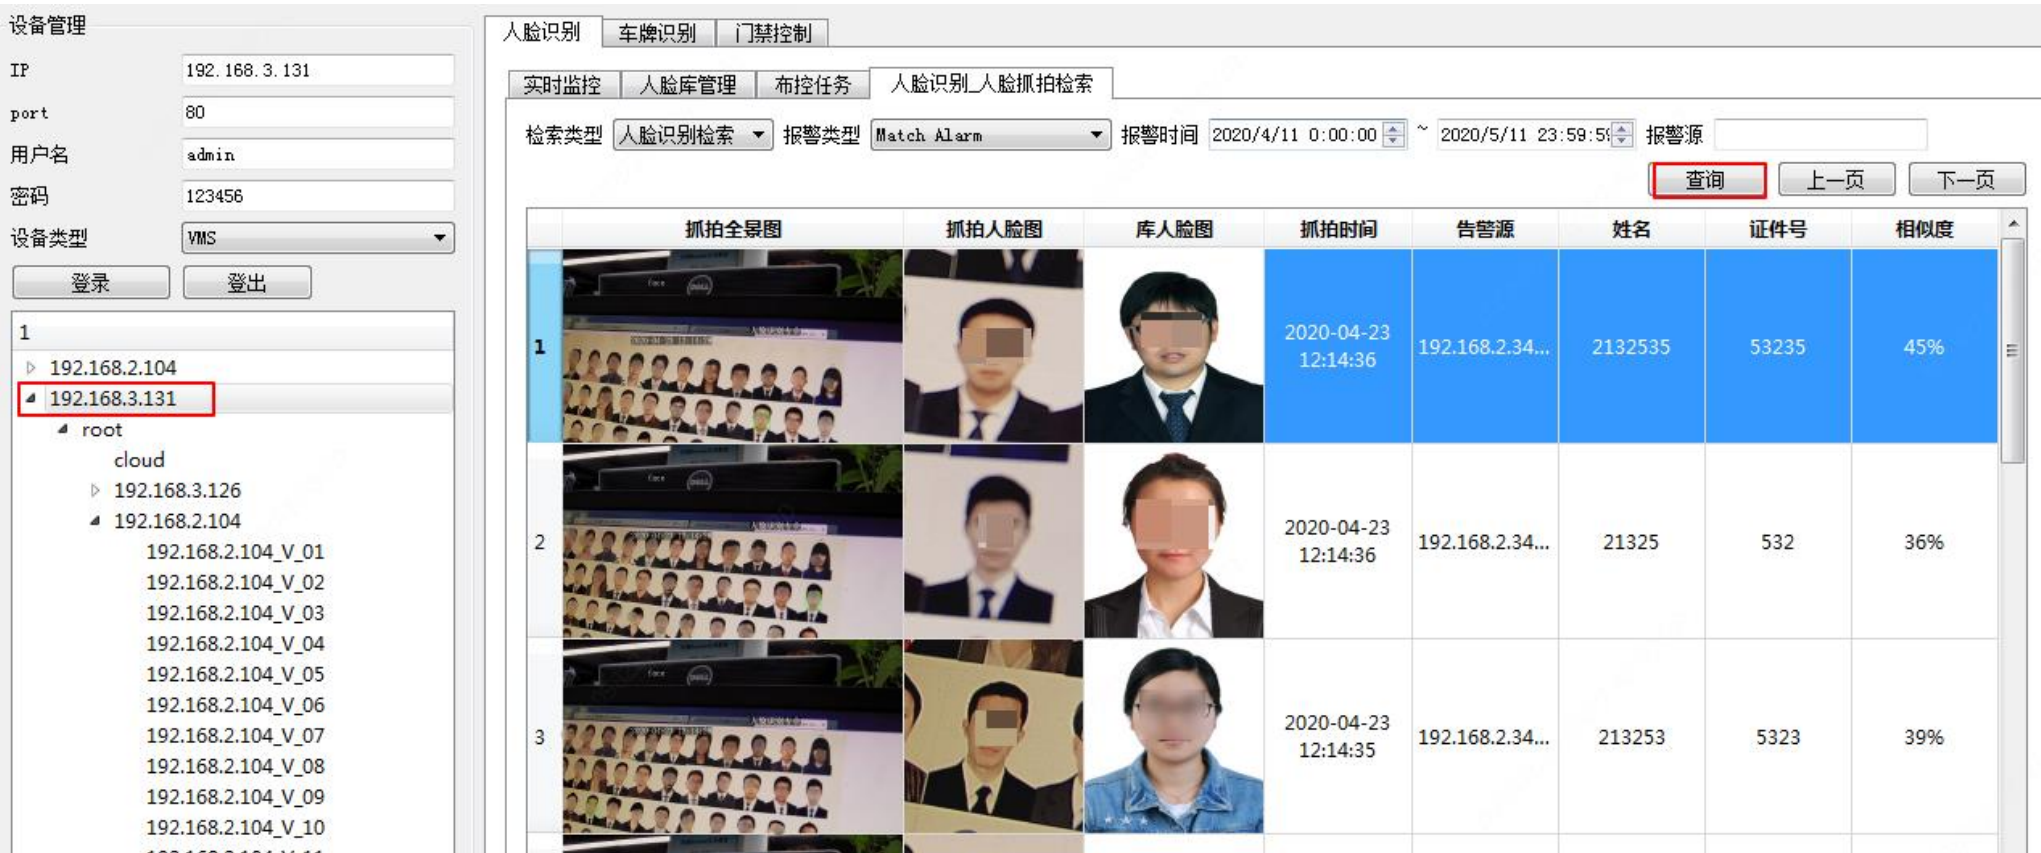 设备管理
IP 192.168.3.131
port 80
用户名 admin
密码 123456
设备类型 VMS
登录 登出
1
192.168.2.104
192.168.3.131
root
cloud
192.168.3.126
192.168.2.104
192.168.2.104_V_01
192.168.2.104_V_02
192.168.2.104_V_03
192.168.2.104_V_04
192.168.2.104_V_05
192.168.2.104_V_06
192.168.2.104_V_07
192.168.2.104_V_08
192.168.2.104_V_09
192.168.2.104_V_10
人脸识别 车牌识别 门禁控制
实时监控 人脸库管理 布控任务 人脸识别_人脸抓拍检索
检索类型 人脸识别检索 报警类型 Match Alarm 报警时间 2020/4/11 0:00:00 ~ 2020/5/11 23:59:59 报警源
查询 上一页 下一页
抓拍全景图 抓拍人脸图 库人脸图 抓拍时间 告警源 姓名 证件号 相似度
1 2020-04-23 12:14:36 192.168.2.34... 2132535 53235 45%
2 2020-04-23 12:14:36 192.168.2.34... 21325 532 36%
3 2020-04-23 12:14:35 192.168.2.34... 213253 5323 39%